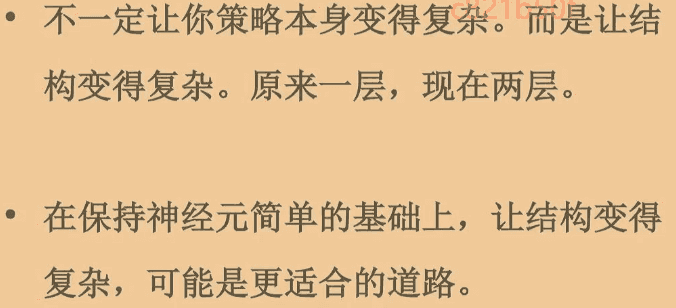 • 不一定让你策略本身变得复杂。而是让结
构变得复杂。原来一层，现在两层。
• 在保持神经元简单的基础上，让结构变得
复杂，可能是更适合的道路。